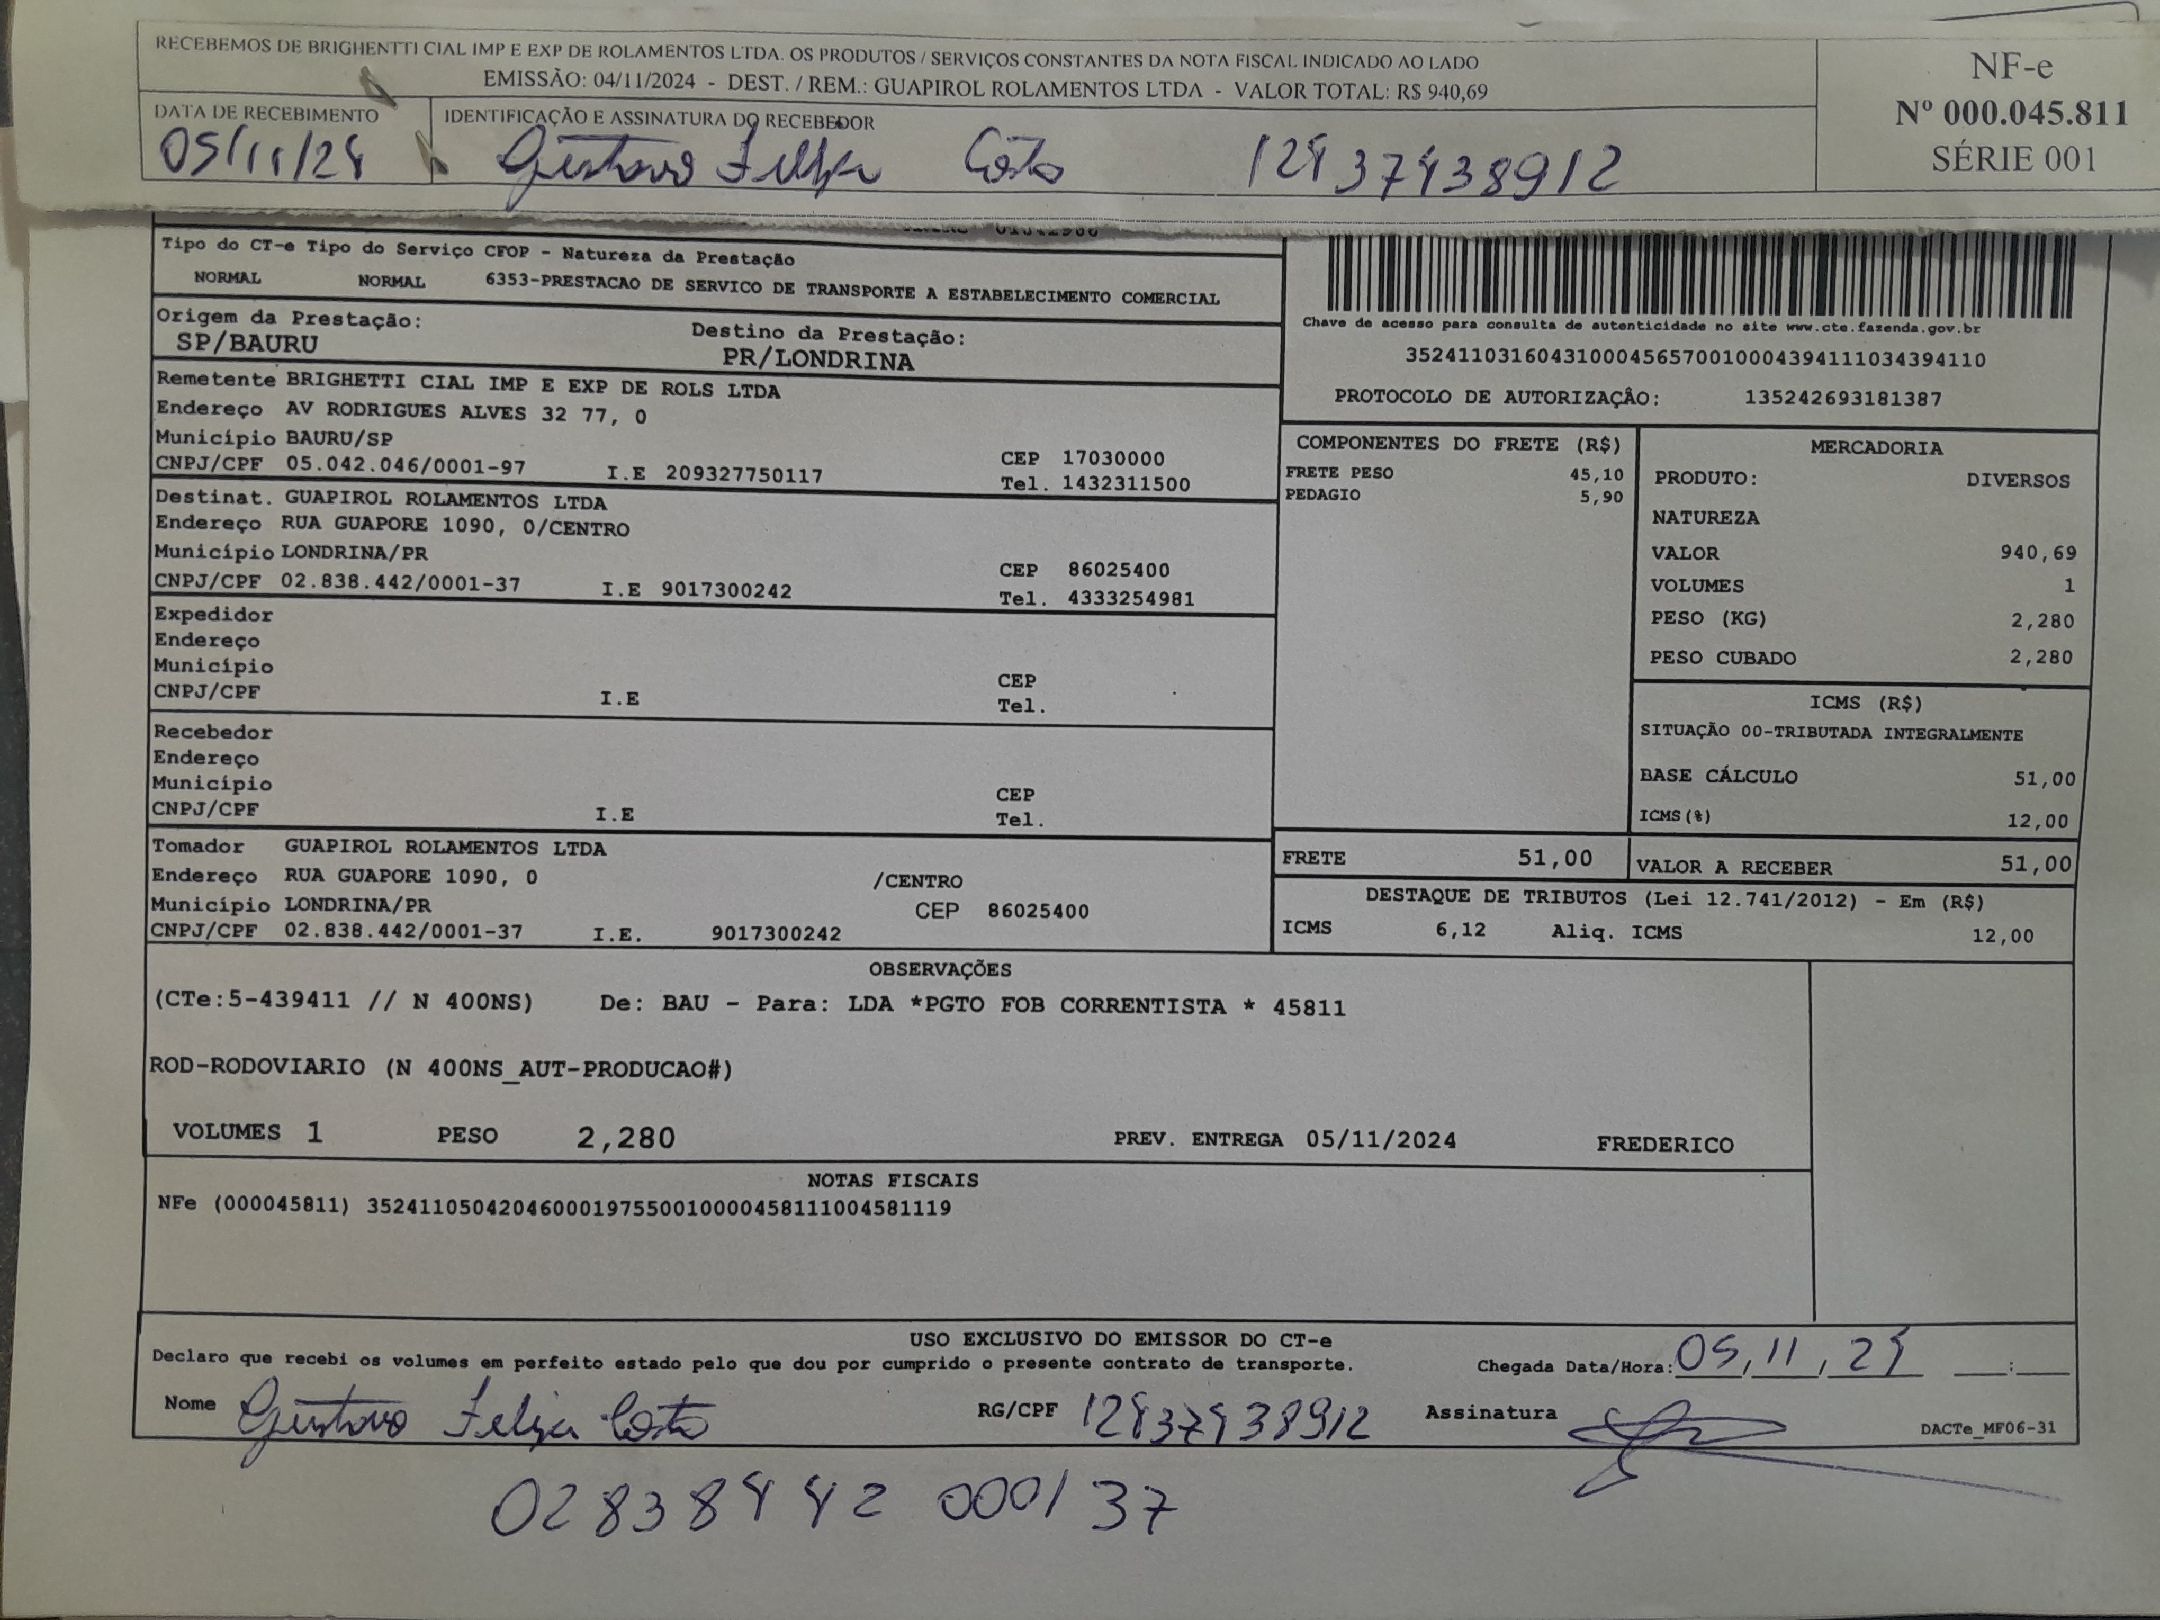 RECEBEMOS DE BRIGHENTTI CIAL IMP E EXP DE ROLAMENTOS LTDA. OS PRODUTOS / SERVIÇOS CONSTANTES DA NOTA FISCAL INDICADO AO LADO
EMISSÃO: 04/11/2024 - DEST. / REM.: GUAPIROL ROLAMENTOS LTDA - VALOR TOTAL: R$ 940,69
NF-e
Nº 000.045.811
SÉRIE 001
DATA DE RECEBIMENTO
05/11/24
IDENTIFICAÇÃO E ASSINATURA DO RECEBEDOR
Gustavo Felipe Costa 12437438912
Tipo do CT-e Tipo do Serviço CFOP - Natureza da Prestação
NORMAL NORMAL 6353-PRESTACAO DE SERVICO DE TRANSPORTE A ESTABELECIMENTO COMERCIAL
Origem da Prestação: Destino da Prestação:
SP/BAURU PR/LONDRINA
Chave de acesso para consulta de autenticidade no site www.cte.fazenda.gov.br
35241103160431000456570010004394111034394110
PROTOCOLO DE AUTORIZAÇÂO: 135242693181387
Remetente BRIGHETTI CIAL IMP E EXP DE ROLS LTDA
Endereço AV RODRIGUES ALVES 32 77, 0
Município BAURU/SP CEP 17030000
CNPJ/CPF 05.042.046/0001-97 I.E 209327750117 Tel. 1432311500
Destinat. GUAPIROL ROLAMENTOS LTDA
Endereço RUA GUAPORE 1090, 0/CENTRO
Município LONDRINA/PR CEP 86025400
CNPJ/CPF 02.838.442/0001-37 I.E 9017300242 Tel. 4333254981
Expedidor
Endereço
Município CEP
CNPJ/CPF I.E Tel.
Recebedor
Endereço
Município CEP
CNPJ/CPF I.E Tel.
Tomador GUAPIROL ROLAMENTOS LTDA
Endereço RUA GUAPORE 1090, 0 /CENTRO
Município LONDRINA/PR CEP 86025400
CNPJ/CPF 02.838.442/0001-37 I.E. 9017300242
COMPONENTES DO FRETE (R$)
FRETE PESO 45,10
PEDAGIO 5,90
MERCADORIA
PRODUTO: DIVERSOS
NATUREZA
VALOR 940,69
VOLUMES 1
PESO (KG) 2,280
PESO CUBADO 2,280
ICMS (R$)
SITUAÇÃO 00-TRIBUTADA INTEGRALMENTE
BASE CÁLCULO 51,00
ICMS(%) 12,00
FRETE 51,00 VALOR A RECEBER 51,00
DESTAQUE DE TRIBUTOS (Lei 12.741/2012) - Em (R$)
ICMS 6,12 Aliq. ICMS 12,00
OBSERVAÇÕES
(CTe:5-439411 // N 400NS) De: BAU - Para: LDA *PGTO FOB CORRENTISTA * 45811
ROD-RODOVIARIO (N 400NS_AUT-PRODUCAO#)
VOLUMES 1 PESO 2,280 PREV. ENTREGA 05/11/2024 FREDERICO
NOTAS FISCAIS
NFe (000045811) 35241105042046000197550010000458111004581119
USO EXCLUSIVO DO EMISSOR DO CT-e
Declaro que recebi os volumes em perfeito estado pelo que dou por cumprido o presente contrato de transporte. Chegada Data/Hora: 05, 11, 24 __:__
Nome Gustavo Felipe Costa RG/CPF 12437438912 Assinatura
DACTe_MF06-31
02838442 0001 37